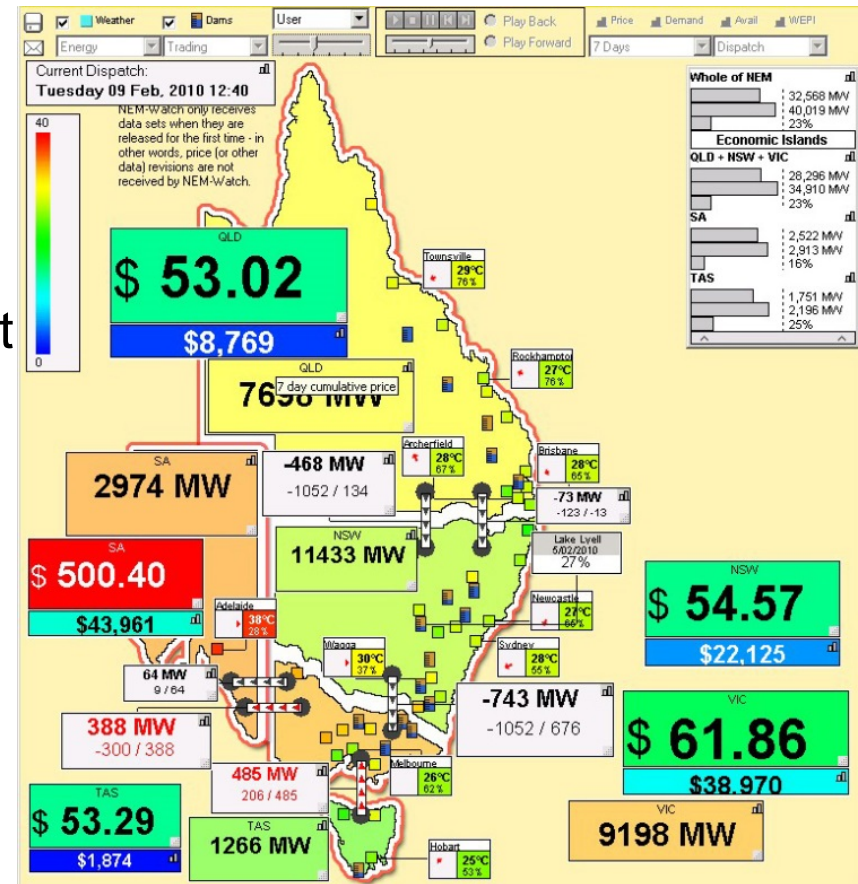 Weather
Dams
User
Play Back
Price
Demand
Avail
WEPI
Energy
Trading
Play Forward
7 Days
Dispatch
Current Dispatch:
Tuesday 09 Feb, 2010 12:40
NEM-Watch only receives
data sets when they are
released for the first time - in
other words, price (or other
data) revisions are not
received by NEM-Watch.
40
0
t
Whole of NEM
32,568 MW
40,019 MW
23%
Economic Islands
QLD + NSW + VIC
28,296 MW
34,910 MW
23%
SA
2,522 MW
2,913 MW
16%
TAS
1,751 MW
2,196 MW
25%
QLD
$ 53.02
$8,769
Townsville
29°C
76%
QLD
7698 MW
7 day cumulative price
Rockhampton
27°C
76%
Archerfield
28°C
67%
Brisbane
28°C
65%
SA
2974 MW
-468 MW
-1052 / 134
-73 MW
-123 / -13
NSW
11433 MW
Lake Lyell
5/02/2010
27%
SA
$ 500.40
$43,961
Adelaide
38°C
28%
Newcastle
27°C
66%
NSW
$ 54.57
$22,125
Wagga
30°C
37%
Sydney
28°C
55%
64 MW
9 / 64
388 MW
-300 / 388
-743 MW
-1052 / 676
VIC
$ 61.86
$38,970
485 MW
206 / 485
Melbourne
26°C
62%
TAS
$ 53.29
$1,874
TAS
1266 MW
Hobart
25°C
53%
VIC
9198 MW